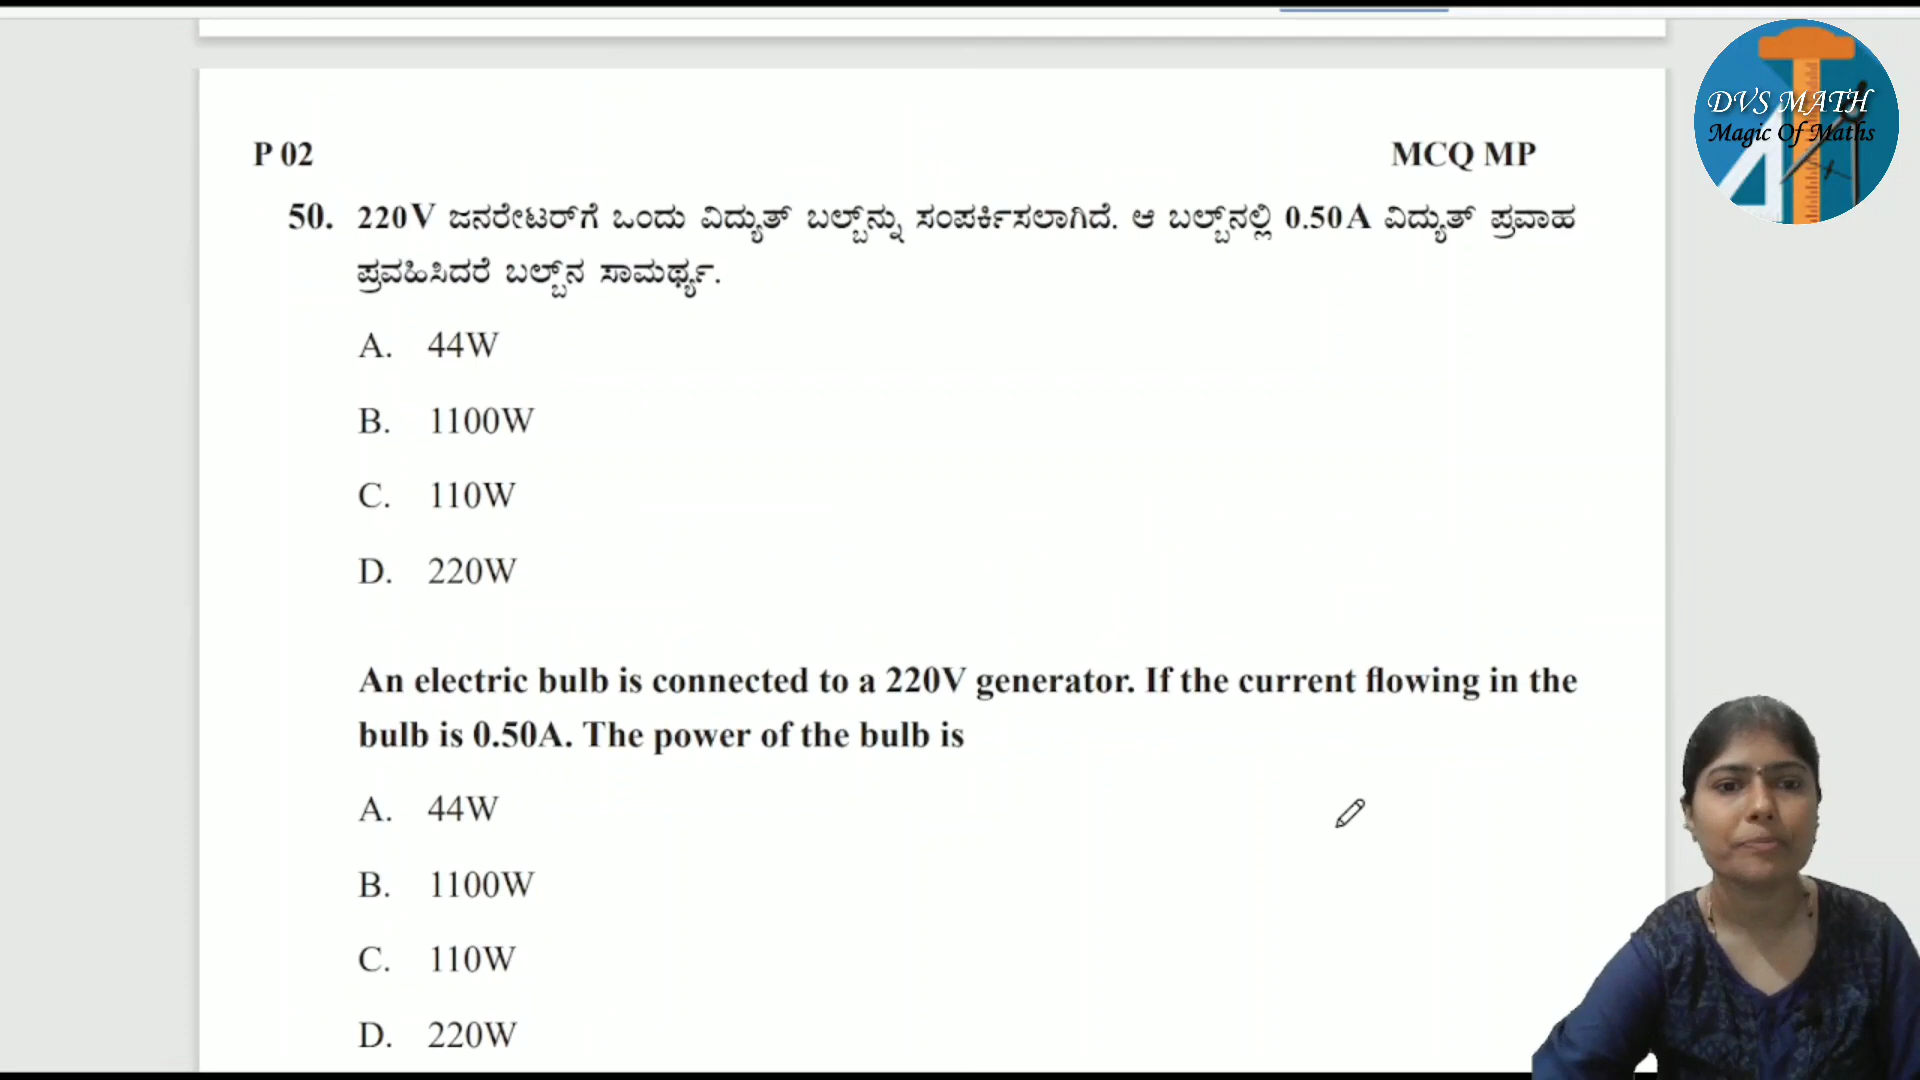 DVS MATH
Magic Of Maths
P 02 MCQ MP
50. 220V ಜನರೇಟರ್‌ಗೆ ಒಂದು ವಿದ್ಯುತ್ ಬಲ್ಬ್‌ನ್ನು ಸಂಪರ್ಕಿಸಲಾಗಿದೆ. ಆ ಬಲ್ಬ್‌ನಲ್ಲಿ 0.50A ವಿದ್ಯುತ್ ಪ್ರವಾಹ
ಪ್ರವಹಿಸಿದರೆ ಬಲ್ಬ್‌ನ ಸಾಮರ್ಥ್ಯ.
A. 44W
B. 1100W
C. 110W
D. 220W
An electric bulb is connected to a 220V generator. If the current flowing in the
bulb is 0.50A. The power of the bulb is
A. 44W
B. 1100W
C. 110W
D. 220W